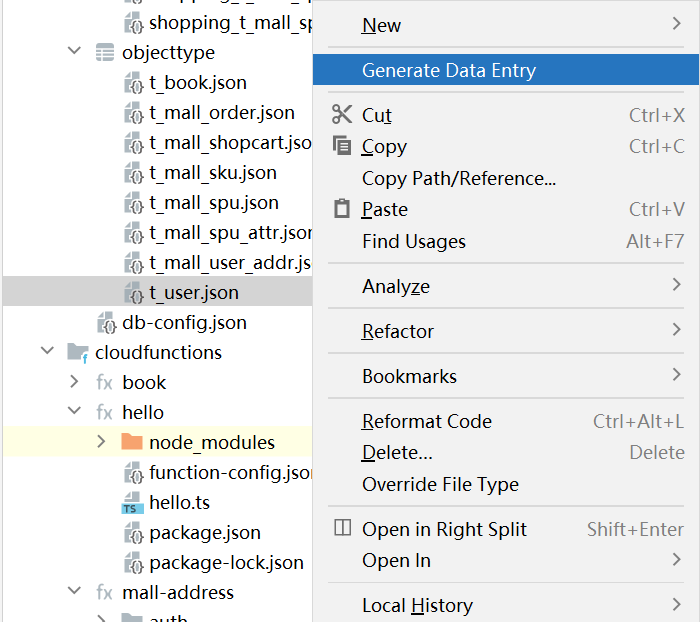 shopping_t_mall_sp
objecttype
t_book.json
t_mall_order.json
t_mall_shopcart.jso
t_mall_sku.json
t_mall_spu.json
t_mall_spu_attr.json
t_mall_user_addr.js
t_user.json
db-config.json
cloudfunctions
fx book
fx hello
node_modules
function-config.json
TS hello.ts
package.json
package-lock.json
fx mall-address
auth
New
Generate Data Entry
Cut Ctrl+X
Copy Ctrl+C
Copy Path/Reference...
Paste Ctrl+V
Find Usages Alt+F7
Analyze
Refactor
Bookmarks
Reformat Code Ctrl+Alt+L
Delete... Delete
Override File Type
Open in Right Split Shift+Enter
Open In
Local History